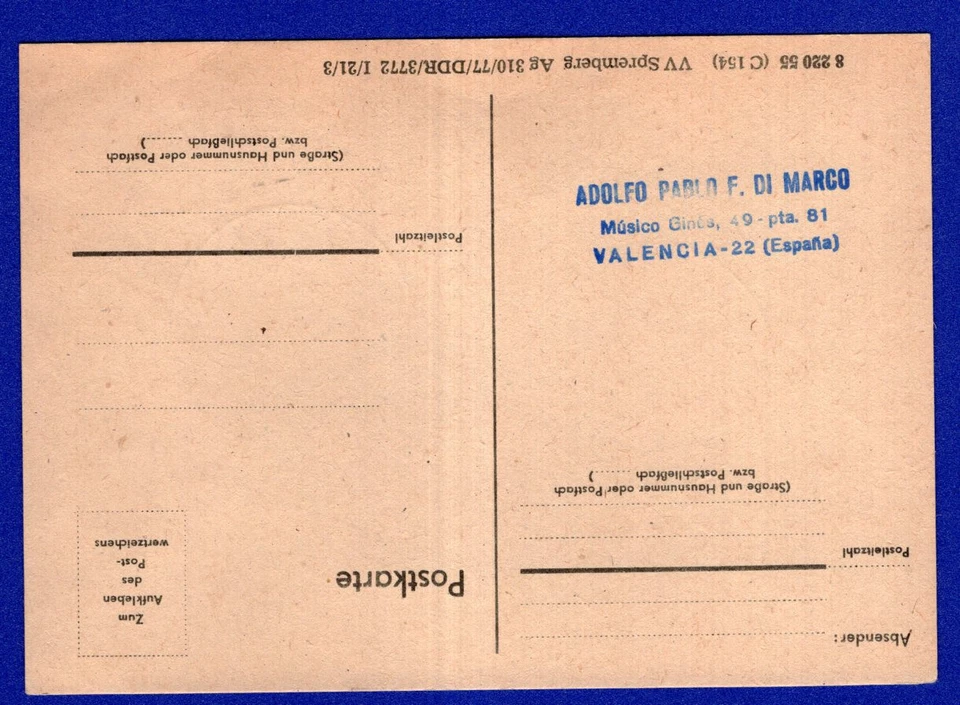 ADOLFO PABLO F. DI MARCO
Músico Ginés, 49 - pta. 81
VALENCIA-22 (España)
Absender:
Postleitzahl
(Straße und Hausnummer oder Postfach
bzw. Postschließfach ......)
Postkarte
Zum
Aufkleben
des
Post-
wertzeichens
Postleitzahl
(Straße und Hausnummer oder Postfach
bzw. Postschließfach ......)
8 220 55 (C 154) VV Spremberg Ag 310/77/DDR/3772 I/21/3